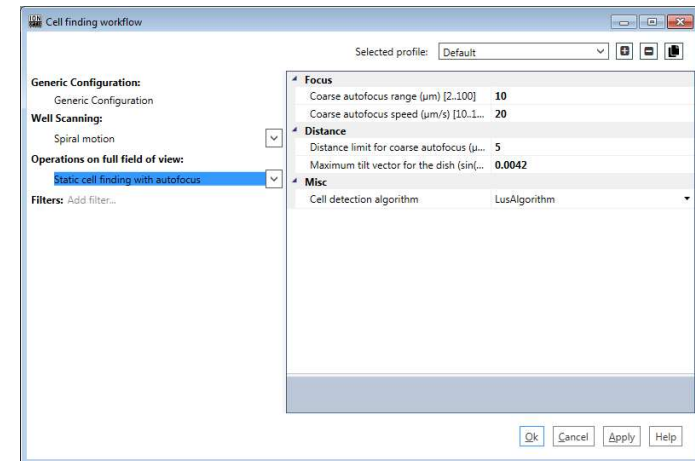 Cell finding workflow
Selected profile: Default
Generic Configuration:
Generic Configuration
Well Scanning:
Spiral motion
Operations on full field of view:
Static cell finding with autofocus
Filters: Add filter...
Focus
Coarse autofocus range (µm) [2..100] 10
Coarse autofocus speed (µm/s) [10..1... 20
Distance
Distance limit for coarse autofocus (µ... 5
Maximum tilt vector for the dish (sin(... 0.0042
Misc
Cell detection algorithm LusAlgorithm
Ok Cancel Apply Help